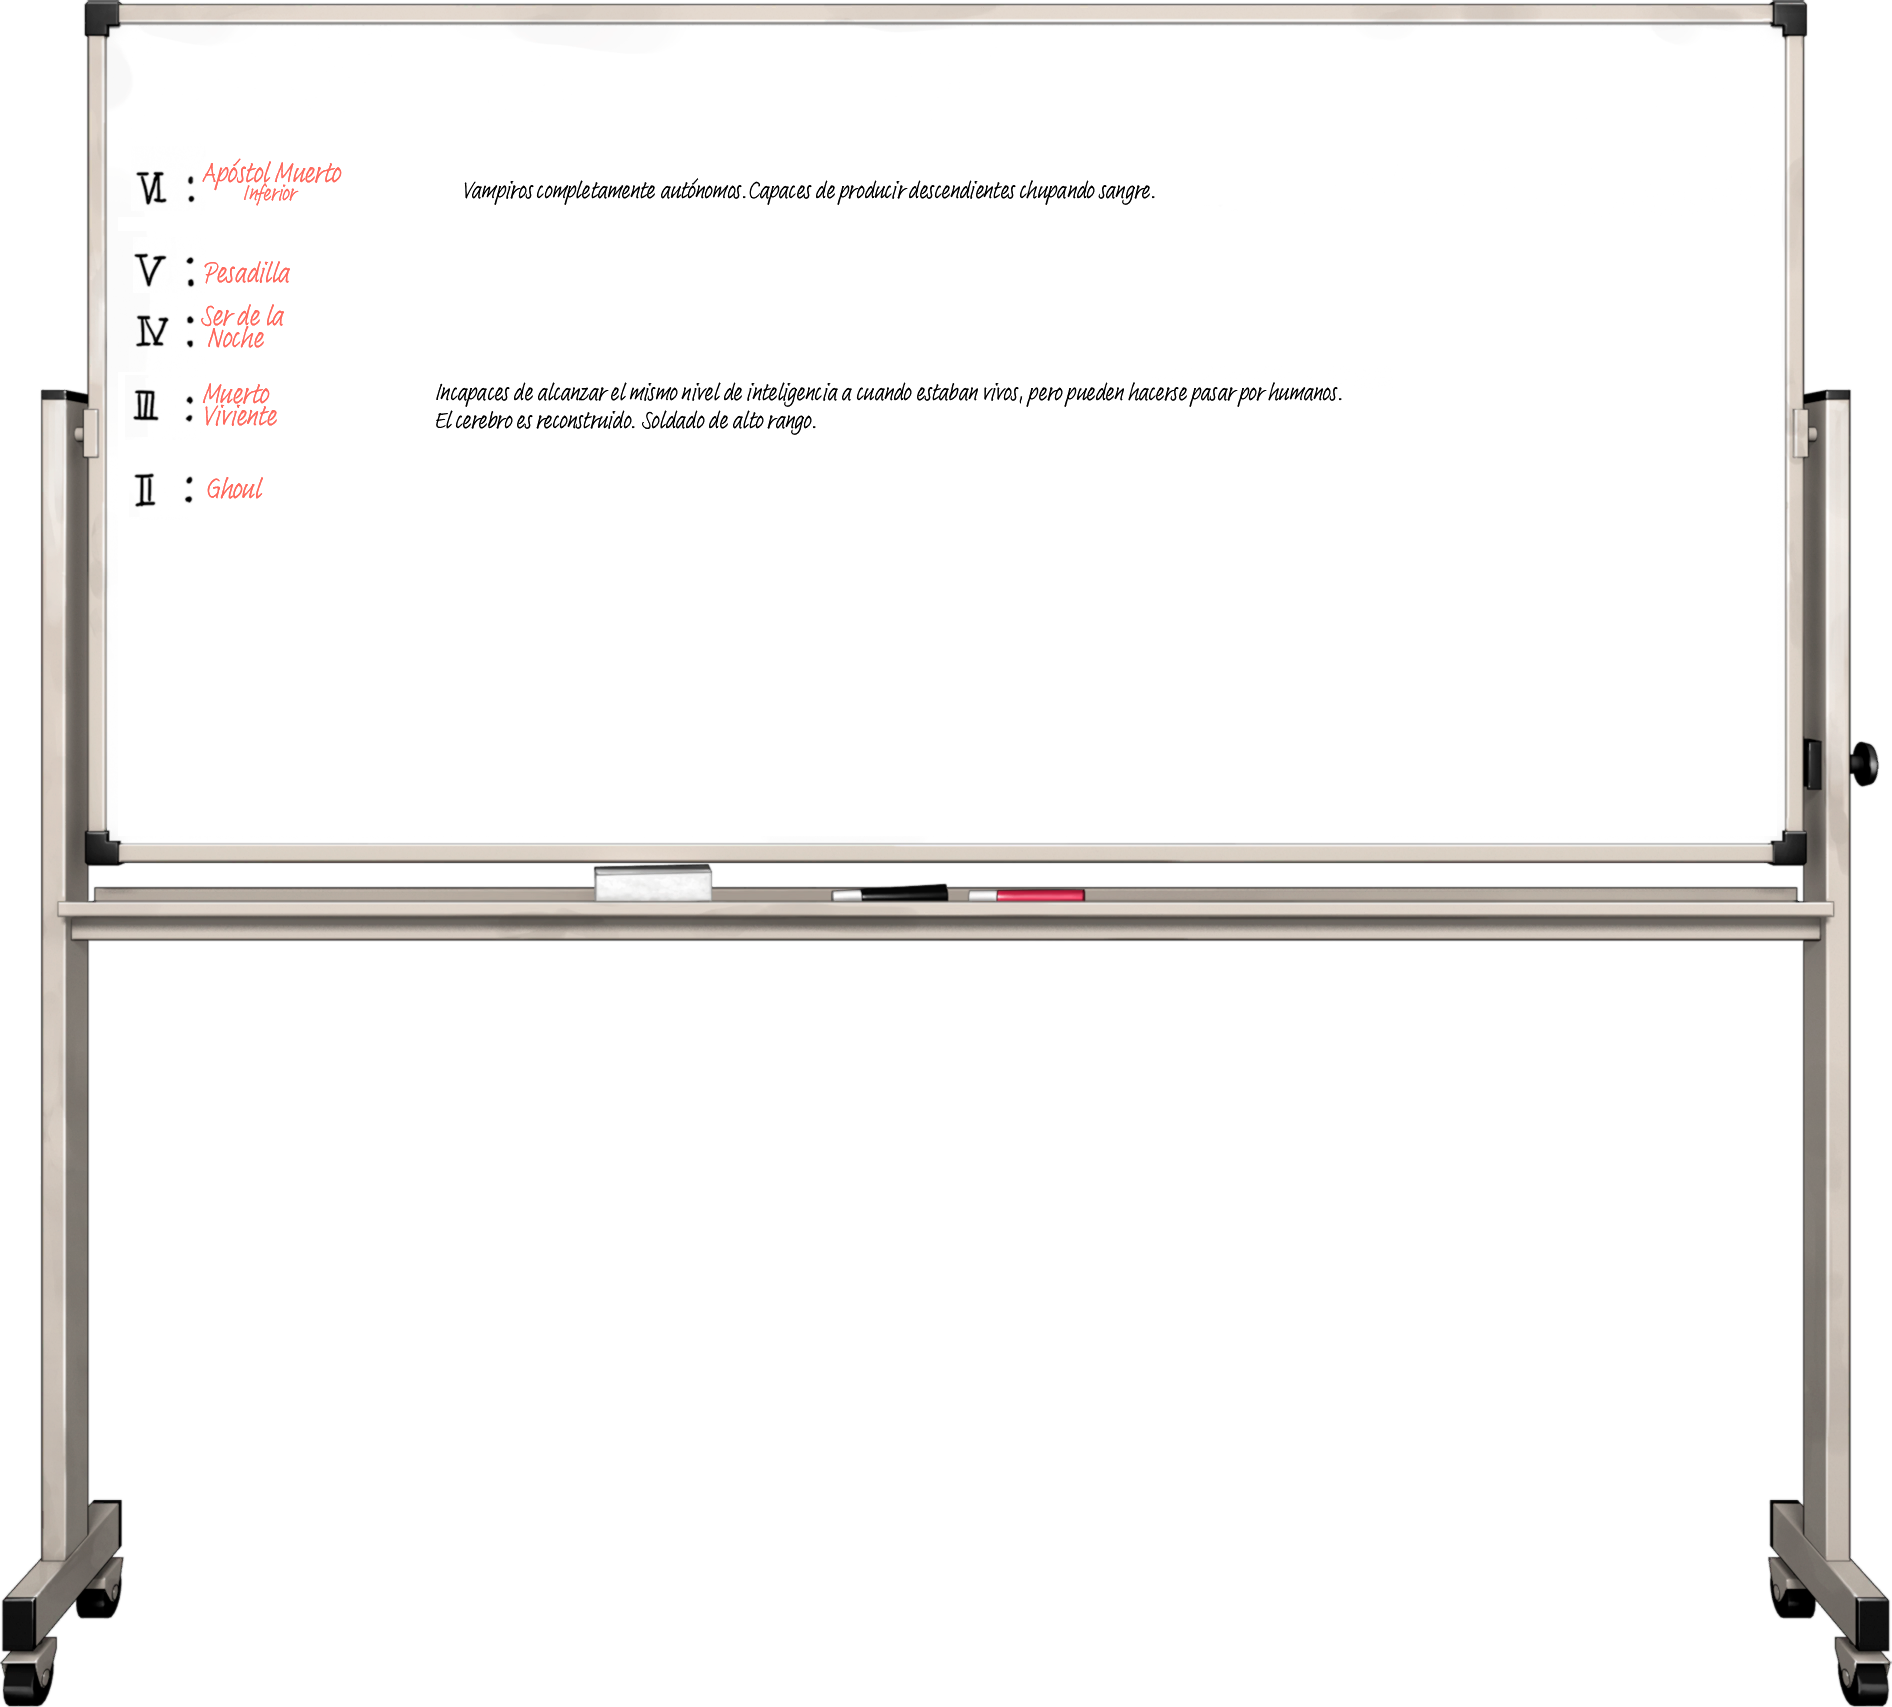 VI : Apóstol Muerto
Inferior
Vampiros completamente autónomos. Capaces de producir descendientes chupando sangre.
V : Pesadilla
IV : Ser de la
Noche
III : Muerto
Viviente
Incapaces de alcanzar el mismo nivel de inteligencia a cuando estaban vivos, pero pueden hacerse pasar por humanos.
El cerebro es reconstruido. Soldado de alto rango.
II : Ghoul